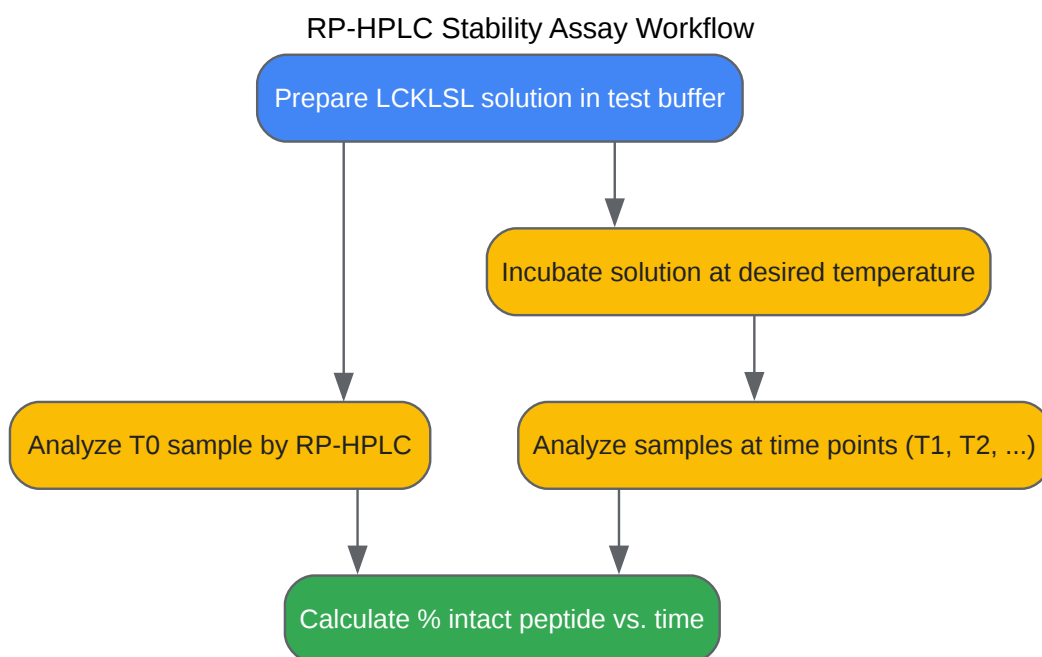 RP-HPLC Stability Assay Workflow
Prepare LCKLSL solution in test buffer
Incubate solution at desired temperature
Analyze T0 sample by RP-HPLC
Analyze samples at time points (T1, T2, ...)
Calculate % intact peptide vs. time